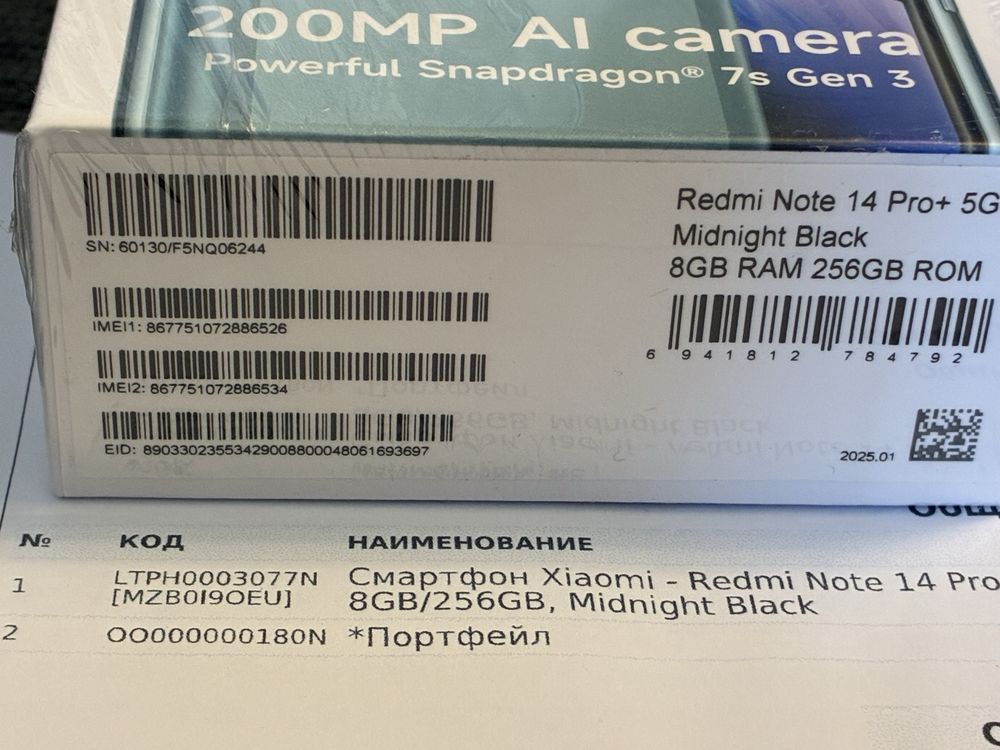 200MP AI camera
Powerful Snapdragon® 7s Gen 3
SN: 60130/F5NQ06244
IMEI1: 867751072886526
IMEI2: 867751072886534
EID: 89033023553429008800048061693697
Redmi Note 14 Pro+ 5G
Midnight Black
8GB RAM 256GB ROM
6 941812 784792
2025.01
№ КОД НАИМЕНОВАНИЕ
1 LTPH0003077N Смартфон Xiaomi - Redmi Note 14 Pro
[MZB0I9OEU] 8GB/256GB, Midnight Black
2 OO000000180N *Портфейл